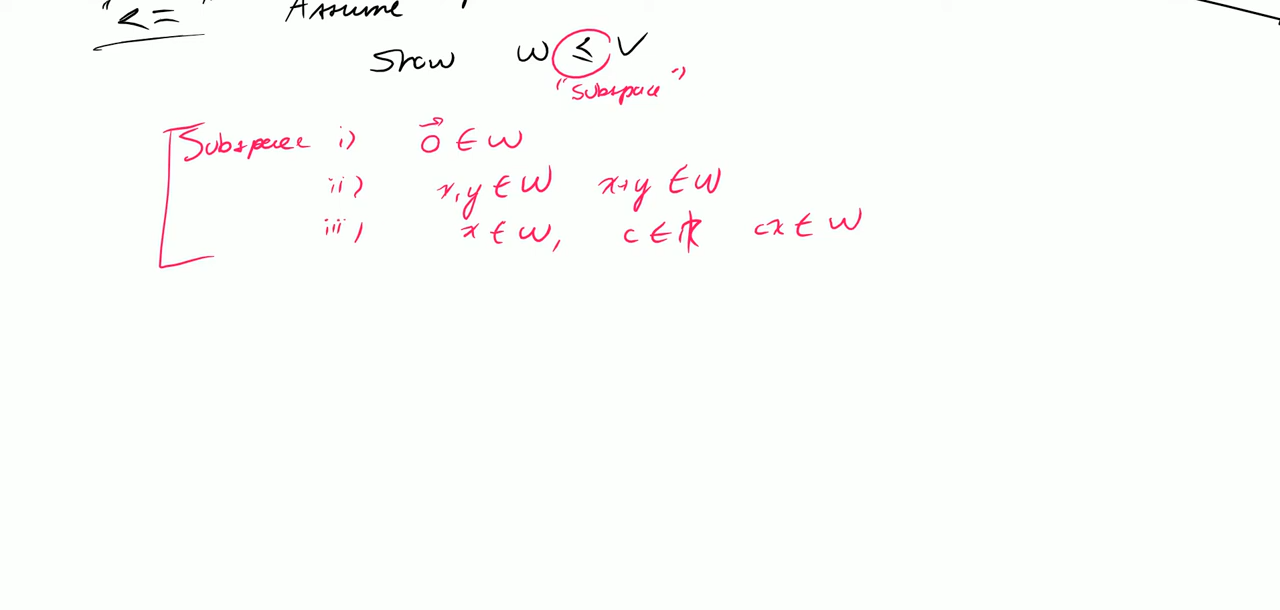 "<=" Assume
Show W ≤ V
"Subspace"
Subspace i) 0⃗ ∈ W
ii) x,y ∈ W x+y ∈ W
iii) x ∈ W, c ∈ ℝ cx ∈ W